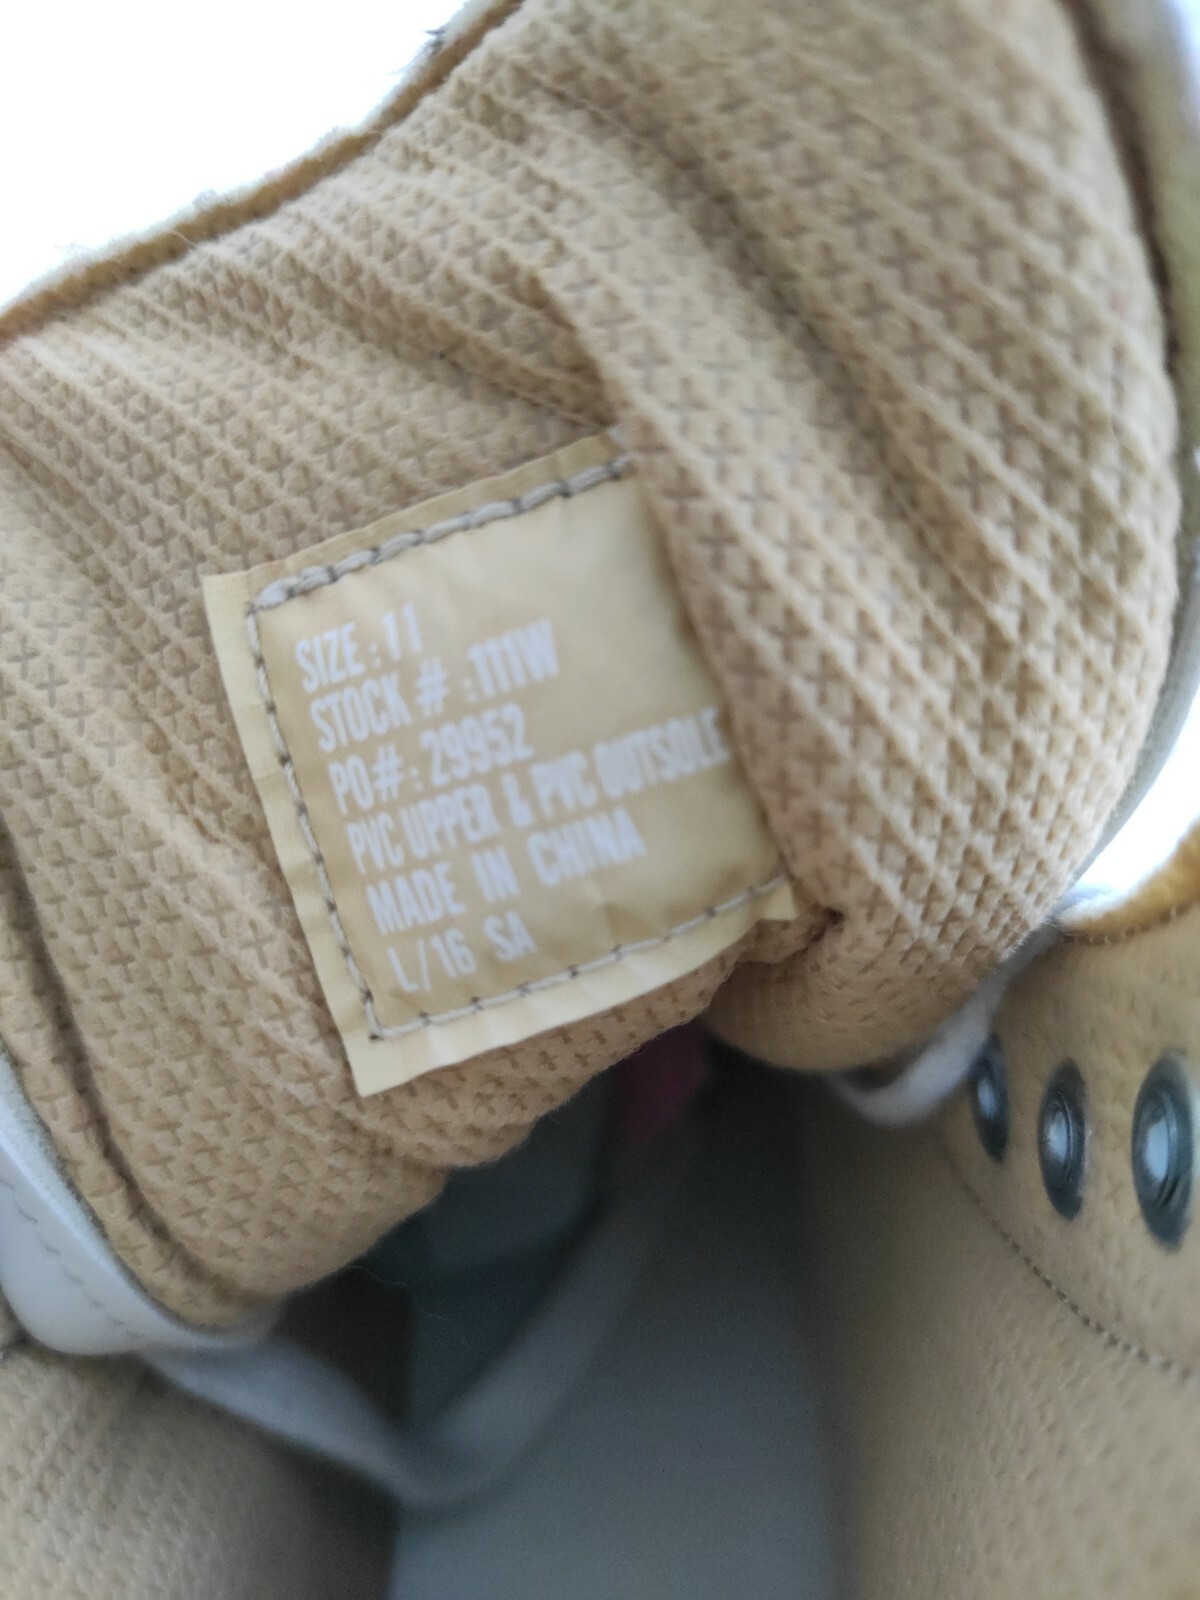 SIZE : 11
STOCK # : 111W
PO# : 29952
PVC UPPER & PVC OUTSOLE
MADE IN CHINA
L/16 SA